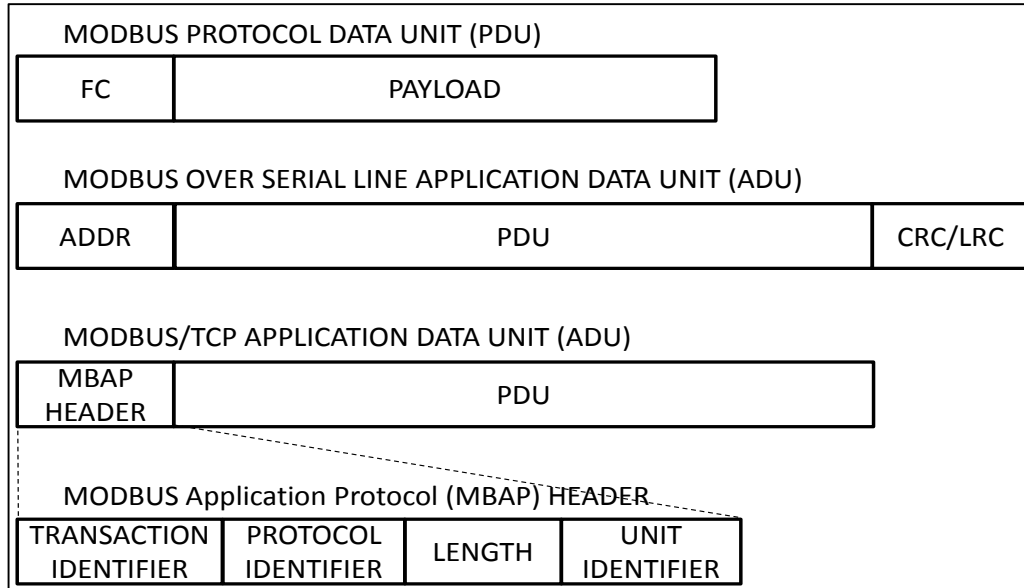 MODBUS PROTOCOL DATA UNIT (PDU)
FC
PAYLOAD
MODBUS OVER SERIAL LINE APPLICATION DATA UNIT (ADU)
ADDR
PDU
CRC/LRC
MODBUS/TCP APPLICATION DATA UNIT (ADU)
MBAP
HEADER
PDU
MODBUS Application Protocol (MBAP) HEADER
TRANSACTION
IDENTIFIER
PROTOCOL
IDENTIFIER
LENGTH
UNIT
IDENTIFIER